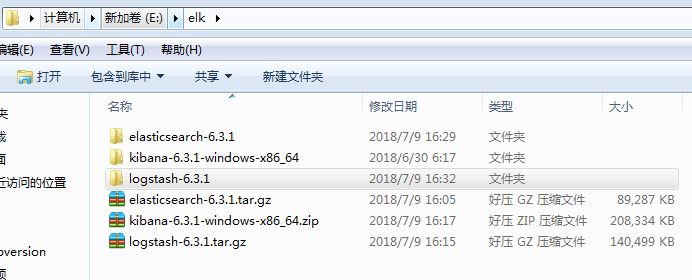 计算机 新加卷 (E:) elk
编辑(E) 查看(V) 工具(T) 帮助(H)
打开 包含到库中 共享 新建文件夹
名称 修改日期 类型 大小
elasticsearch-6.3.1 2018/7/9 16:29 文件夹
kibana-6.3.1-windows-x86_64 2018/6/30 6:17 文件夹
logstash-6.3.1 2018/7/9 16:32 文件夹
elasticsearch-6.3.1.tar.gz 2018/7/9 16:05 好压 GZ 压缩文件 89,287 KB
近访问的位置 kibana-6.3.1-windows-x86_64.zip 2018/7/9 16:17 好压 ZIP 压缩文件 208,334 KB
logstash-6.3.1.tar.gz 2018/7/9 16:15 好压 GZ 压缩文件 140,499 KB